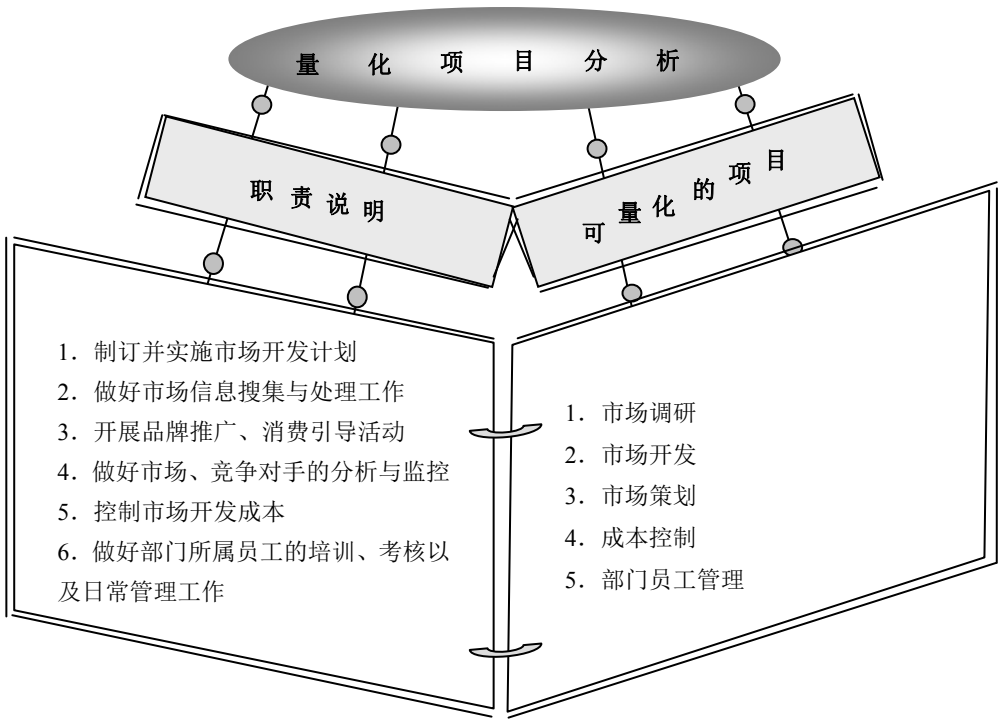 量化项目分析
职责说明
可量化的项目
1．制订并实施市场开发计划
2．做好市场信息搜集与处理工作
3．开展品牌推广、消费引导活动
4．做好市场、竞争对手的分析与监控
5．控制市场开发成本
6．做好部门所属员工的培训、考核以
及日常管理工作
1．市场调研
2．市场开发
3．市场策划
4．成本控制
5．部门员工管理